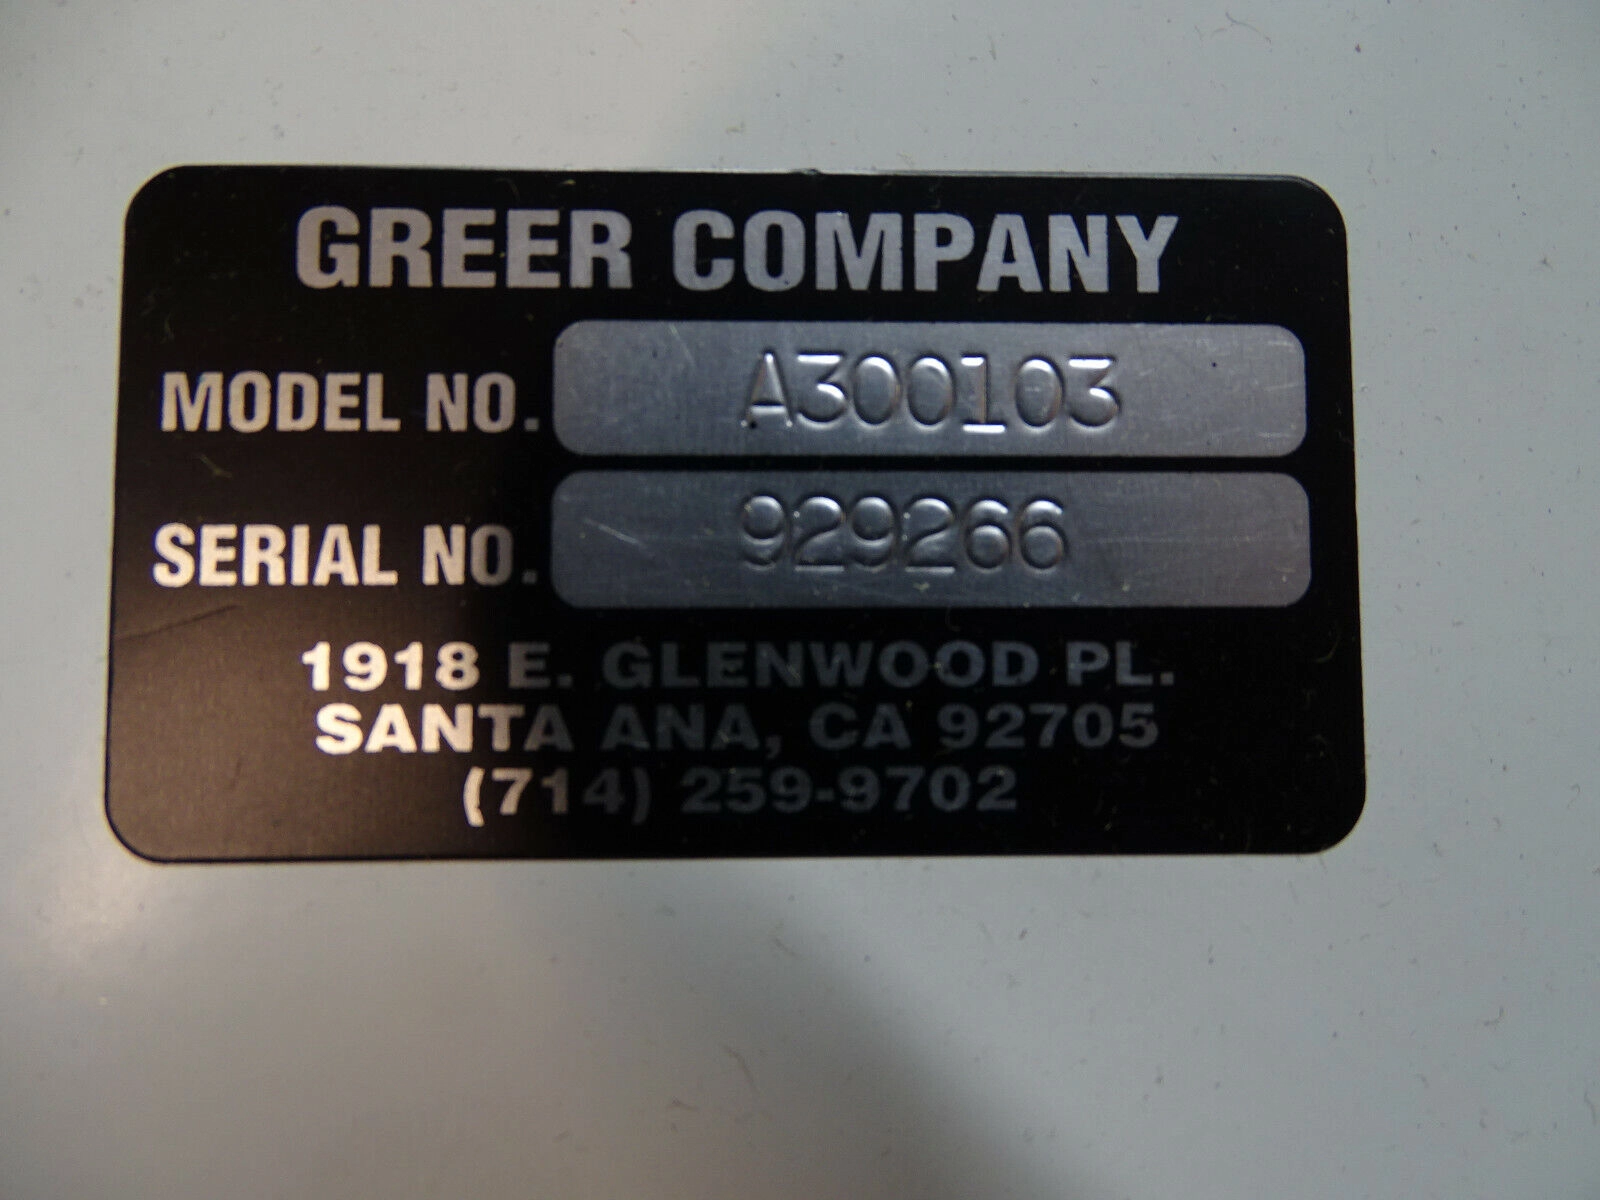 GREER COMPANY
MODEL NO. A300103
SERIAL NO. 929266
1918 E. GLENWOOD PL.
SANTA ANA, CA 92705
(714) 259-9702